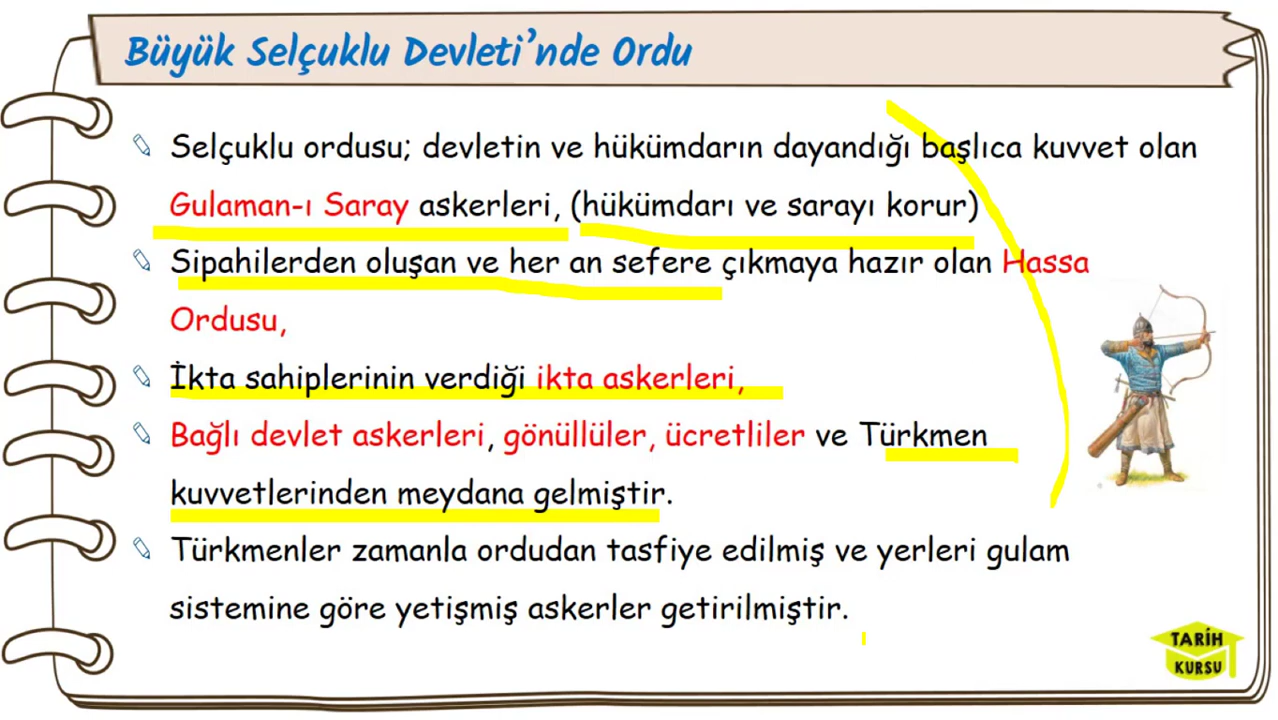 Büyük Selçuklu Devleti'nde Ordu
Selçuklu ordusu; devletin ve hükümdarın dayandığı başlıca kuvvet olan
Gulaman-ı Saray askerleri, (hükümdarı ve sarayı korur)
Sipahilerden oluşan ve her an sefere çıkmaya hazır olan Hassa
Ordusu,
İkta sahiplerinin verdiği ikta askerleri,
Bağlı devlet askerleri, gönüllüler, ücretliler ve Türkmen
kuvvetlerinden meydana gelmiştir.
Türkmenler zamanla ordudan tasfiye edilmiş ve yerleri gulam
sistemine göre yetişmiş askerler getirilmiştir.
TARİH
KURSU